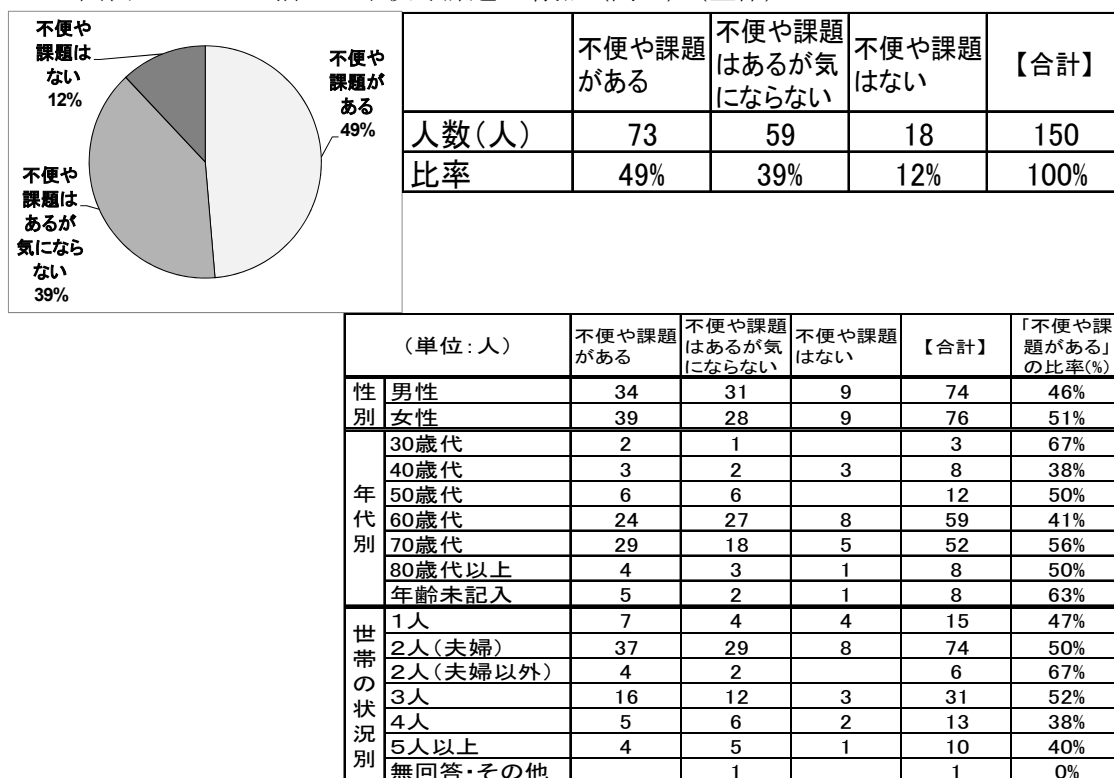 不便や
課題は
ない
12%
不便や
課題が
ある
49%
不便や
課題は
あるが
気になら
ない
39%
不便や課題がある 不便や課題はあるが気にならない 不便や課題はない 【合計】
人数(人) 73 59 18 150
比率 49% 39% 12% 100%
(単位:人) 不便や課題がある 不便や課題はあるが気にならない 不便や課題はない 【合計】 「不便や課題がある」の比率(%)
性別
男性 34 31 9 74 46%
女性 39 28 9 76 51%
年代別
30歳代 2 1 3 67%
40歳代 3 2 3 8 38%
50歳代 6 6 12 50%
60歳代 24 27 8 59 41%
70歳代 29 18 5 52 56%
80歳代以上 4 3 1 8 50%
年齢未記入 5 2 1 8 63%
世帯の状況別
1人 7 4 4 15 47%
2人(夫婦) 37 29 8 74 50%
2人(夫婦以外) 4 2 6 67%
3人 16 12 3 31 52%
4人 5 6 2 13 38%
5人以上 4 5 1 10 40%
無回答・その他 1 1 0%